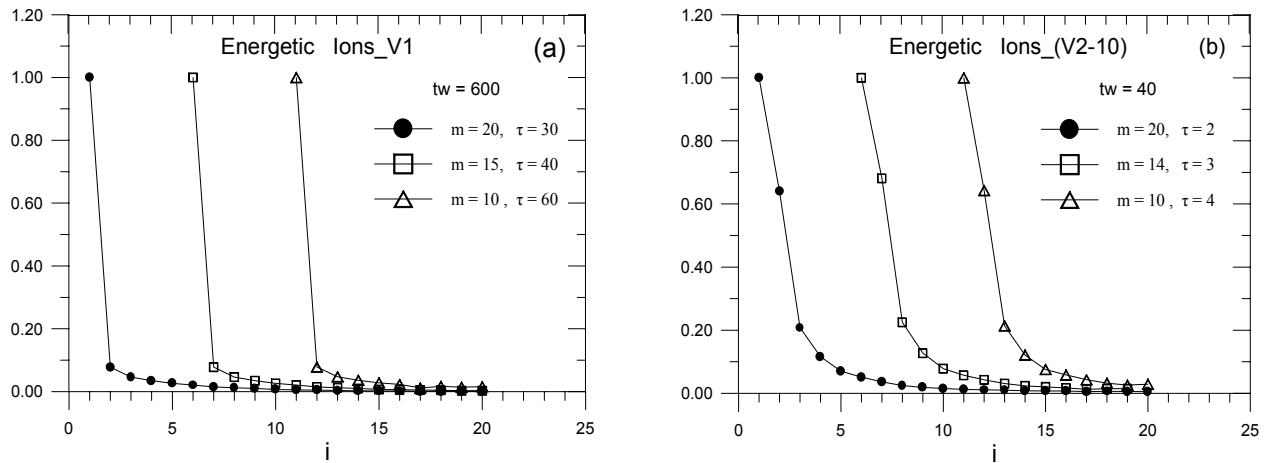 Energetic Ions_V1
(a)
tw = 600
m = 20, τ = 30
m = 15, τ = 40
m = 10 , τ = 60
1.20
1.00
0.80
0.60
0.40
0.20
0.00
0 5 10 15 20 25
i
Energetic Ions_(V2-10)
(b)
tw = 40
m = 20, τ = 2
m = 14, τ = 3
m = 10 , τ = 4
1.20
1.00
0.80
0.60
0.40
0.20
0.00
0 5 10 15 20 25
i